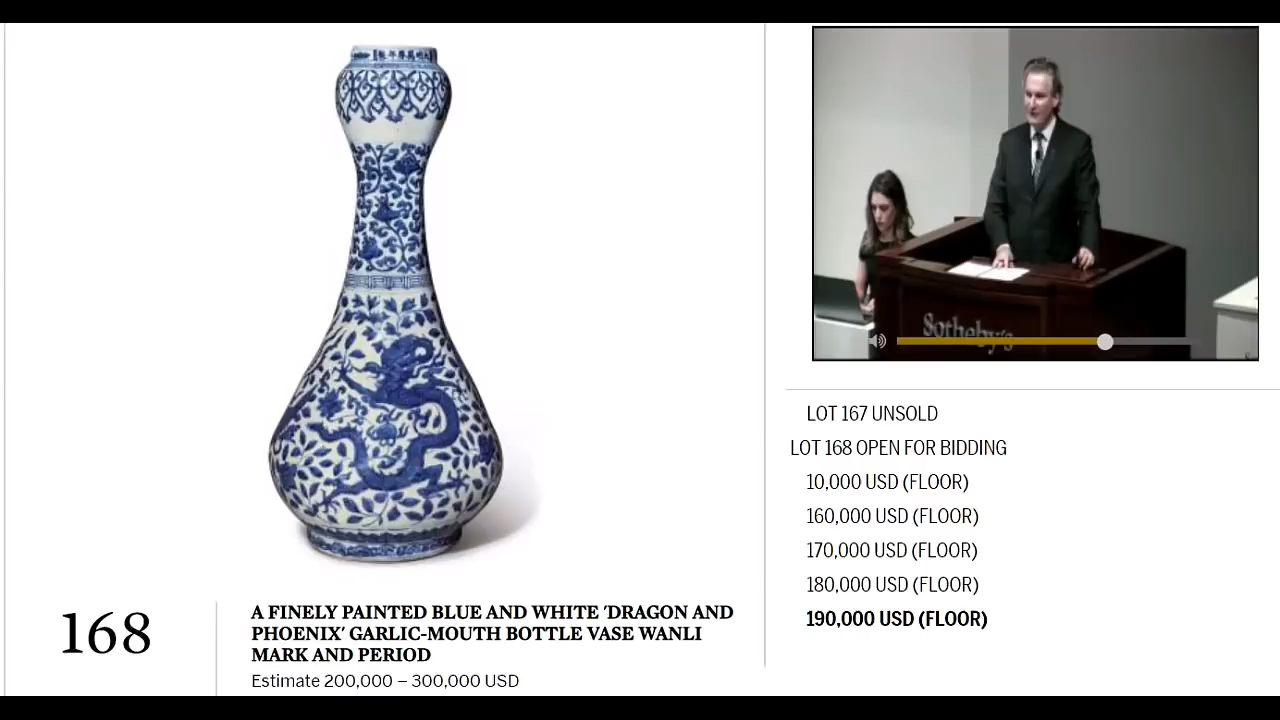 168
A FINELY PAINTED BLUE AND WHITE 'DRAGON AND
PHOENIX' GARLIC-MOUTH BOTTLE VASE WANLI
MARK AND PERIOD
Estimate 200,000 – 300,000 USD
Sotheby's
LOT 167 UNSOLD
LOT 168 OPEN FOR BIDDING
10,000 USD (FLOOR)
160,000 USD (FLOOR)
170,000 USD (FLOOR)
180,000 USD (FLOOR)
190,000 USD (FLOOR)